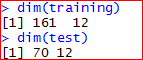 > dim(training)
[1] 161  12
> dim(test)
[1] 70 12